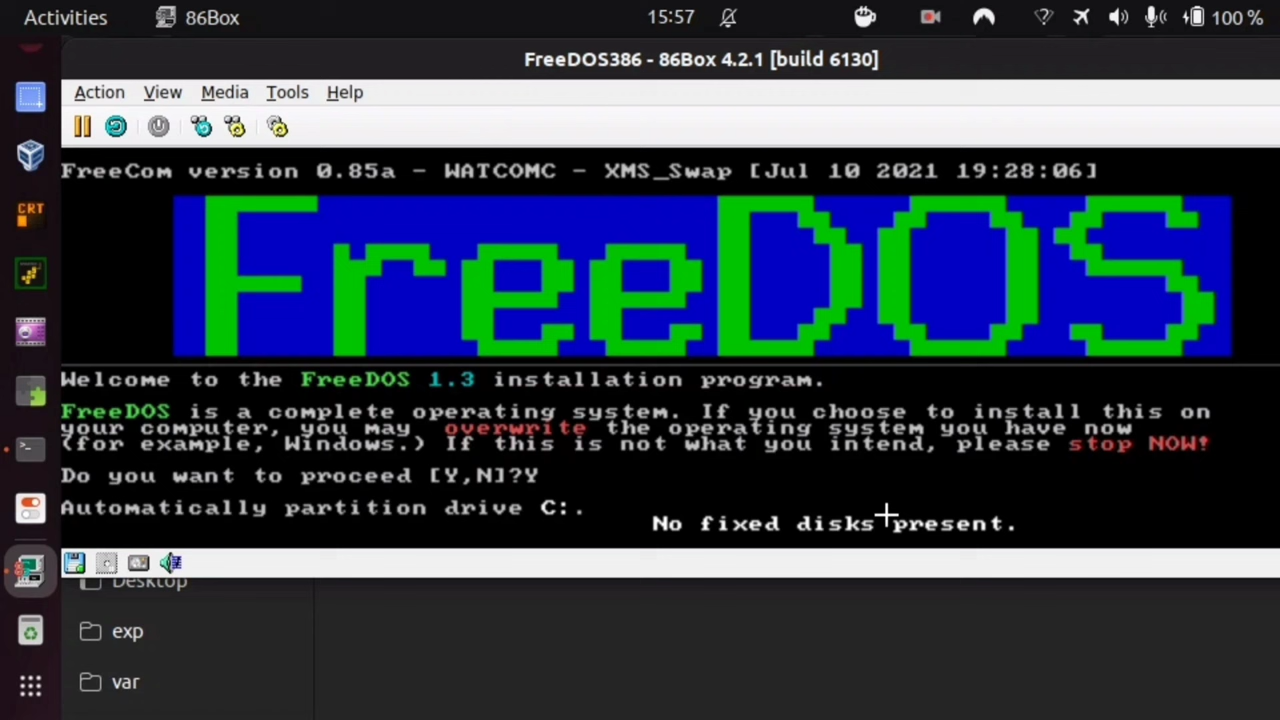 Activities
86Box
15:57
100 %
FreeDOS386 - 86Box 4.2.1 [build 6130]
Action View Media Tools Help
FreeCom version 0.85a - WATCOMC - XMS_Swap [Jul 10 2021 19:28:06]
FreeDOS
Welcome to the FreeDOS 1.3 installation program.
FreeDOS is a complete operating system. If you choose to install this on
your computer, you may overwrite the operating system you have now
(for example, Windows.) If this is not what you intend, please stop NOW!
Do you want to proceed [Y,N]?Y
Automatically partition drive C:.
No fixed disks present.
CRT
Desktop
exp
var